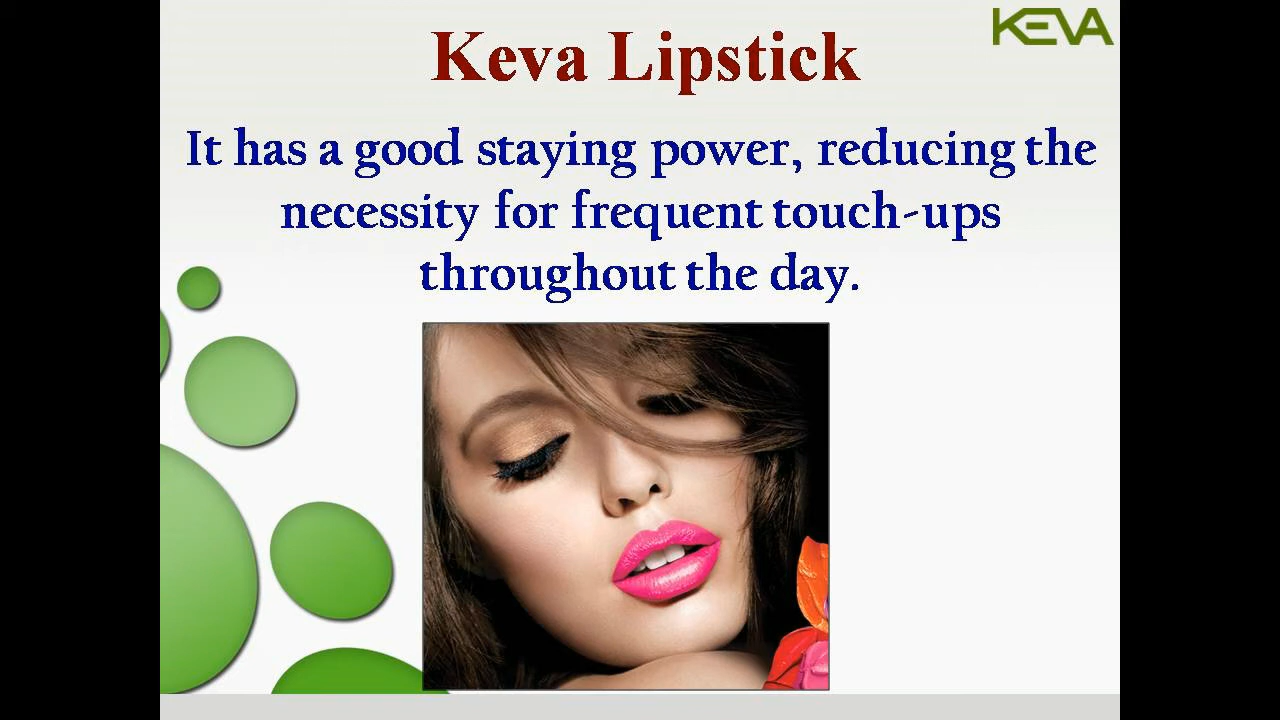 KEVA
Keva Lipstick
It has a good staying power, reducing the
necessity for frequent touch-ups
throughout the day.